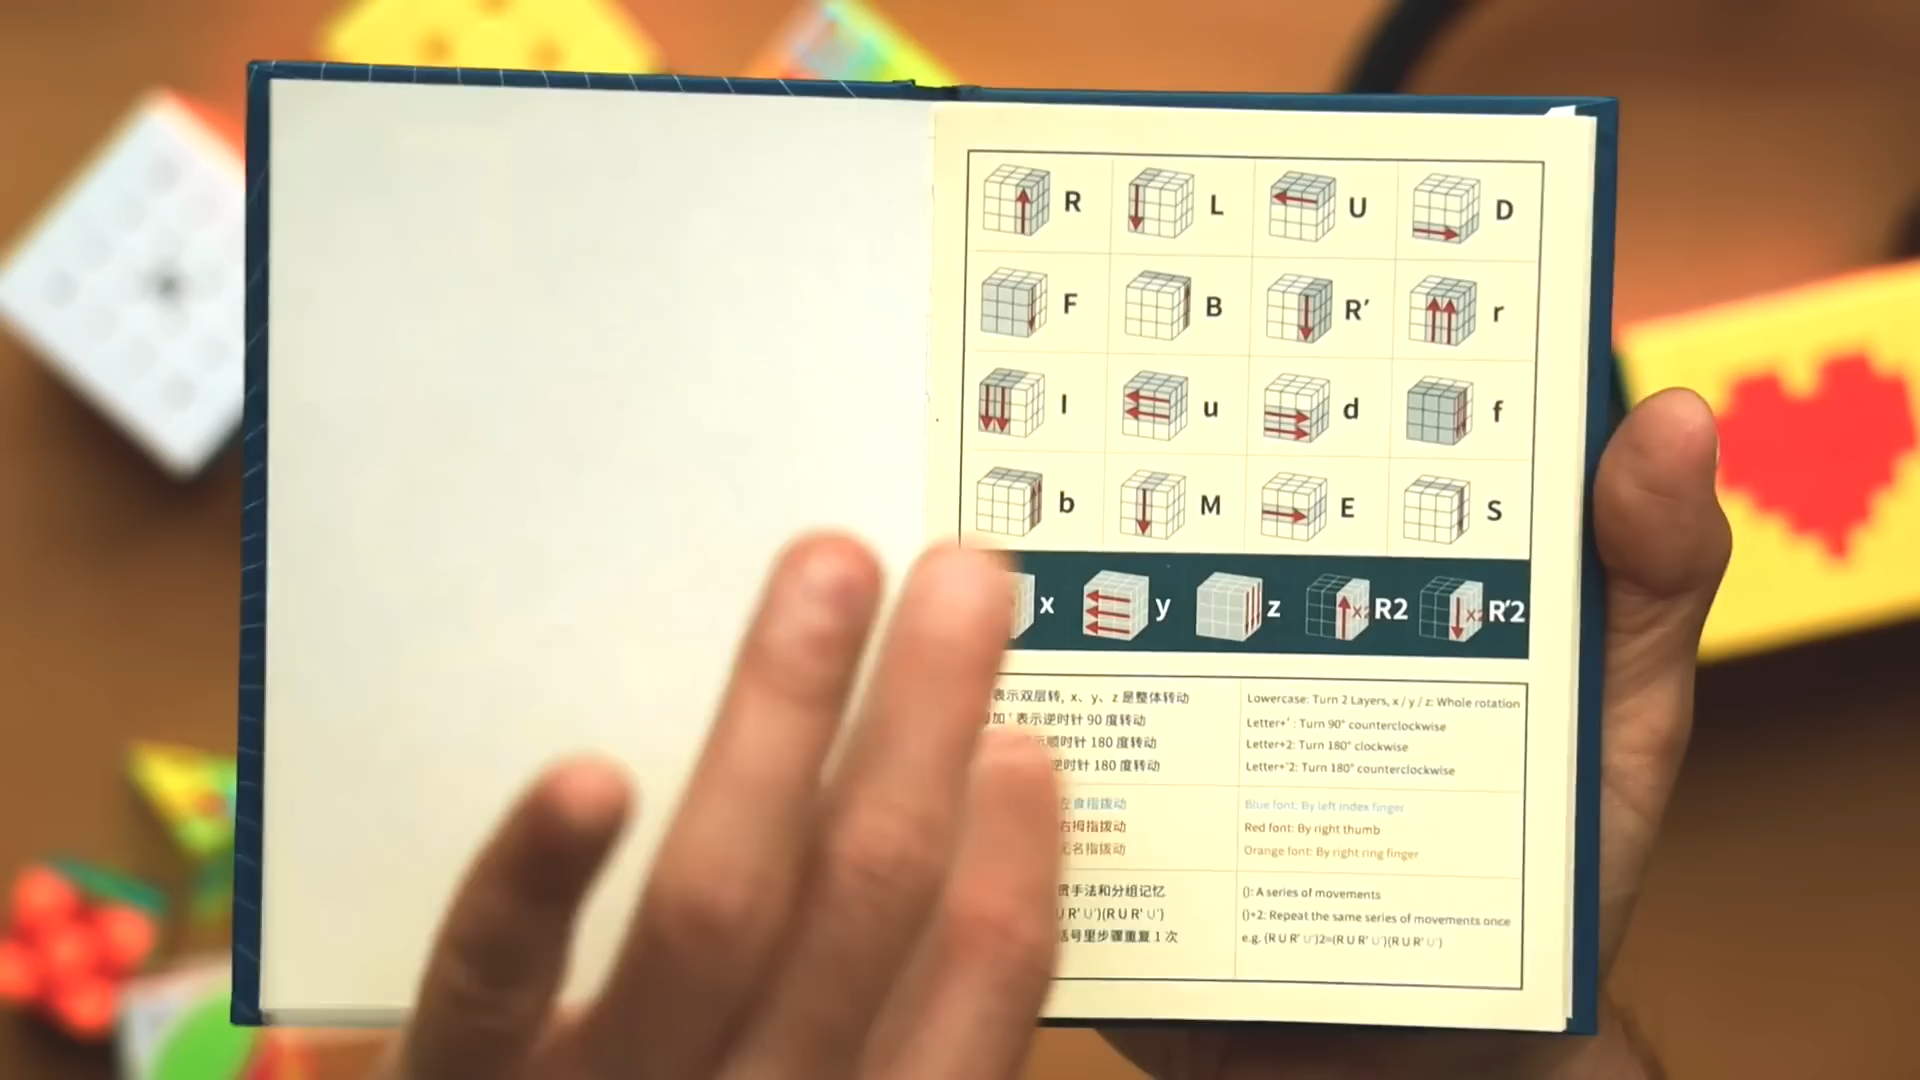 R L U D
F B R′ r
l u d f
b M E S
x y z R2 R′2
表示双层转, x、y、z 是整体转动
加 ' 表示逆时针 90 度转动
示顺时针 180 度转动
逆时针 180 度转动
左食指拨动
右拇指拨动
无名指拨动
手法和分组记忆
U R' U')(R U R' U')
括号里步骤重复 1 次
Lowercase: Turn 2 Layers, x / y / z: Whole rotation
Letter+' : Turn 90° counterclockwise
Letter+2: Turn 180° clockwise
Letter+'2: Turn 180° counterclockwise
Blue font: By left index finger
Red font: By right thumb
Orange font: By right ring finger
(): A series of movements
()+2: Repeat the same series of movements once
e.g. (R U R' U')2=(R U R' U')(R U R' U')